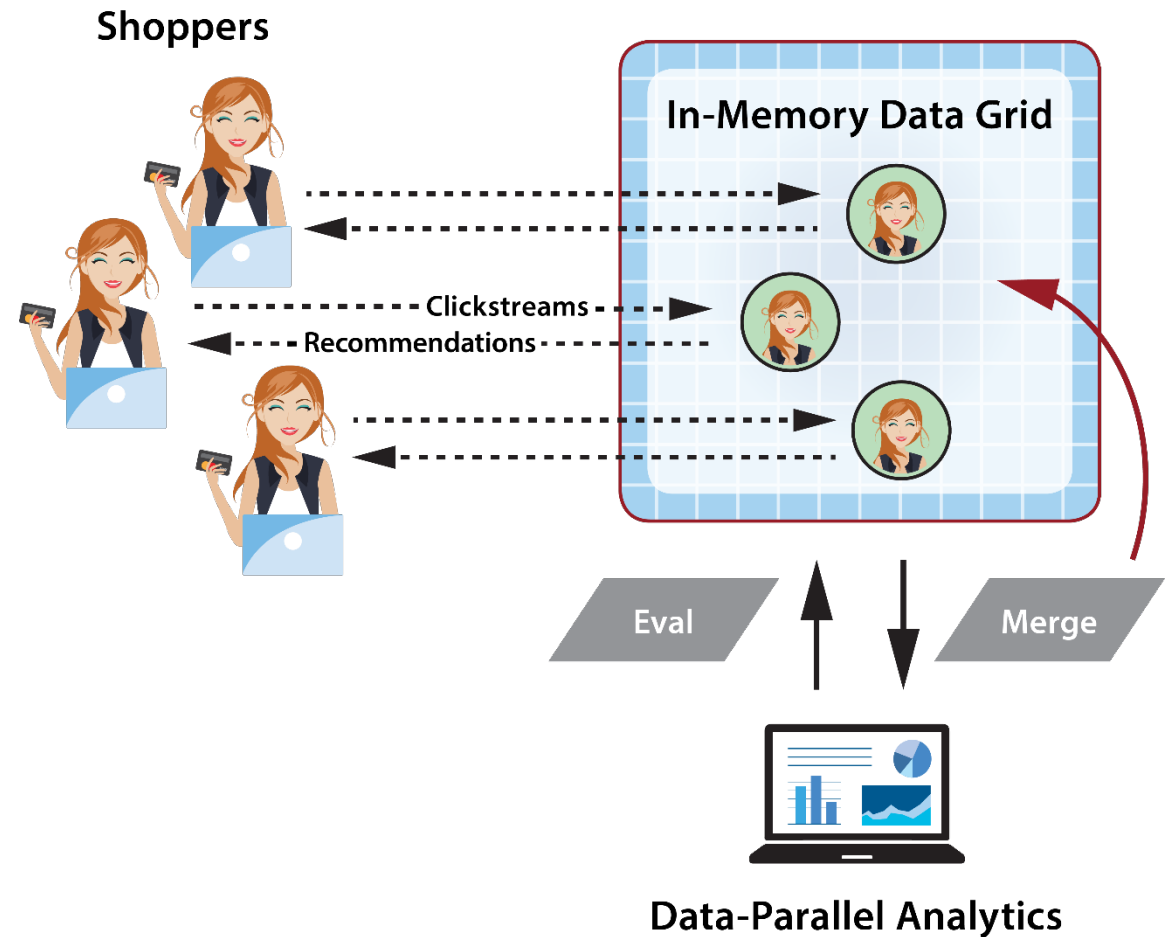 Shoppers
In-Memory Data Grid
Clickstreams
Recommendations
Eval
Merge
Data-Parallel Analytics